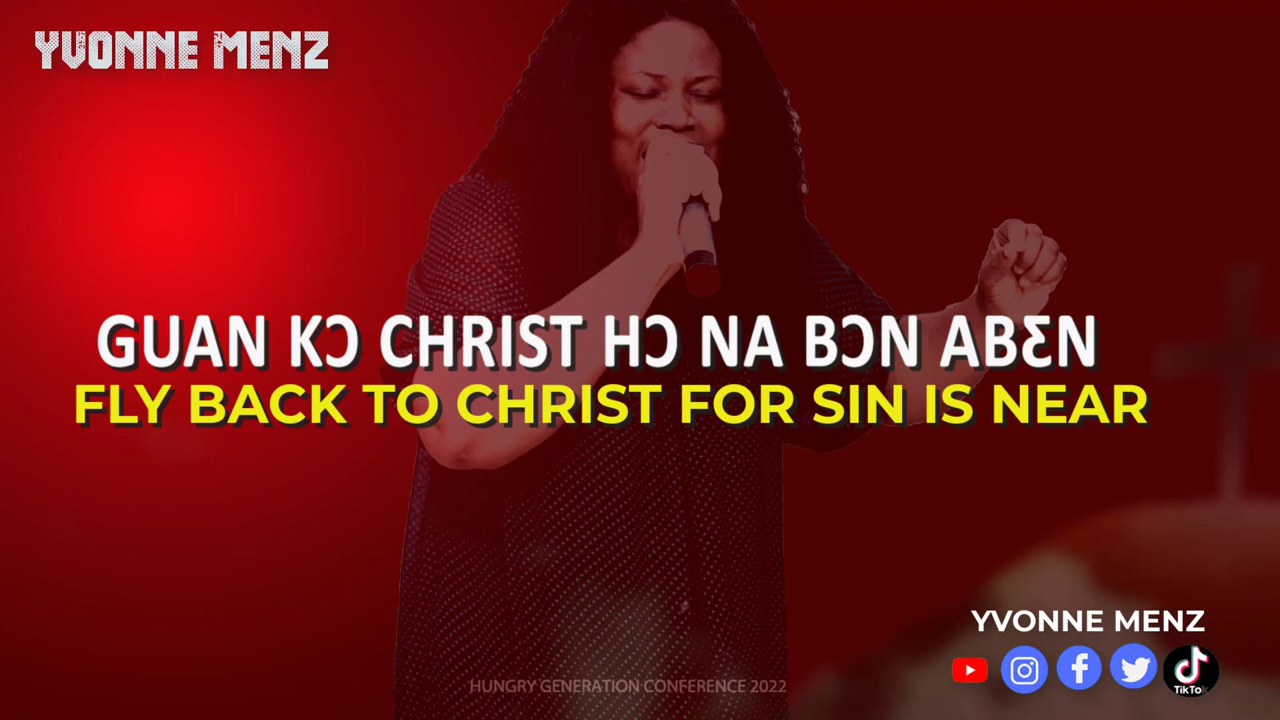 YVONNE MENZ
GUAN KƆ CHRIST HƆ NA BƆN ABƐN
FLY BACK TO CHRIST FOR SIN IS NEAR
YVONNE MENZ
TikTok
HUNGRY GENERATION CONFERENCE 2022